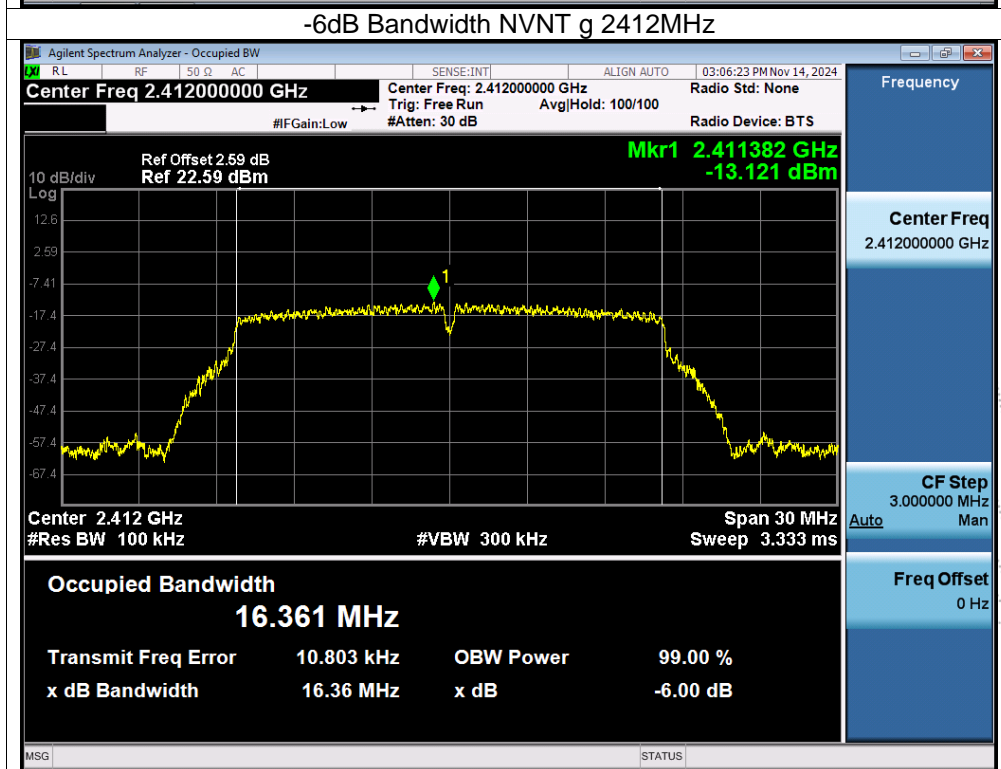 -6dB Bandwidth NVNT g 2412MHz
Agilent Spectrum Analyzer - Occupied BW
LXI RL RF 50 Ω AC SENSE:INT ALIGN AUTO 03:06:23 PM Nov 14, 2024
Center Freq 2.412000000 GHz
Center Freq: 2.412000000 GHz
Radio Std: None
Trig: Free Run Avg|Hold: 100/100
#IFGain:Low #Atten: 30 dB Radio Device: BTS
Frequency
Mkr1 2.411382 GHz
-13.121 dBm
Ref Offset 2.59 dB
10 dB/div Ref 22.59 dBm
Log
12.6
2.59
-7.41
-17.4
-27.4
-37.4
-47.4
-57.4
-67.4
1
Center 2.412 GHz Span 30 MHz
#Res BW 100 kHz #VBW 300 kHz Sweep 3.333 ms
Center Freq
2.412000000 GHz
CF Step
3.000000 MHz
Auto Man
Freq Offset
0 Hz
Occupied Bandwidth
16.361 MHz
Transmit Freq Error 10.803 kHz OBW Power 99.00 %
x dB Bandwidth 16.36 MHz x dB -6.00 dB
MSG STATUS